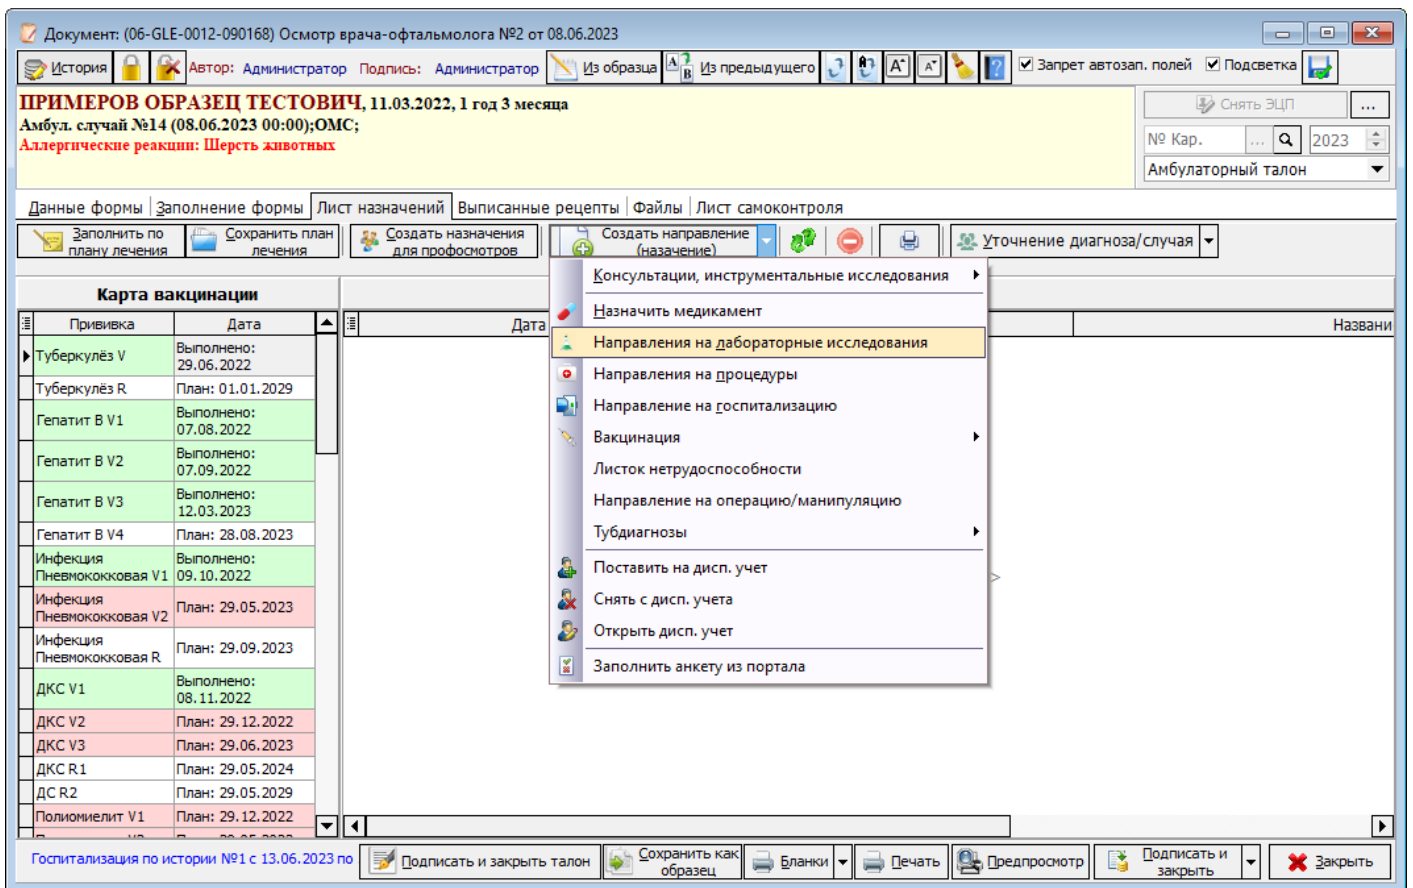 Документ: (06-GLE-0012-090168) Осмотр врача-офтальмолога №2 от 08.06.2023
История Автор: Администратор Подпись: Администратор Из образца Из предыдущего Запрет автозап. полей Подсветка
ПРИМЕРОВ ОБРАЗЕЦ ТЕСТОВИЧ, 11.03.2022, 1 год 3 месяца
Амбул. случай №14 (08.06.2023 00:00);ОМС;
Аллергические реакции: Шерсть животных
Снять ЭЦП ...
№ Кар. ... 2023
Амбулаторный талон
Данные формы Заполнение формы Лист назначений Выписанные рецепты Файлы Лист самоконтроля
Заполнить по плану лечения
Сохранить план лечения
Создать назначения для профосмотров
Создать направление (назачение)
Уточнение диагноза/случая
Карта вакцинации
Прививка Дата
Туберкулёз V Выполнено: 29.06.2022
Туберкулёз R План: 01.01.2029
Гепатит В V1 Выполнено: 07.08.2022
Гепатит В V2 Выполнено: 07.09.2022
Гепатит В V3 Выполнено: 12.03.2023
Гепатит В V4 План: 28.08.2023
Инфекция Пневмококковая V1 Выполнено: 09.10.2022
Инфекция Пневмококковая V2 План: 29.05.2023
Инфекция Пневмококковая R План: 29.09.2023
ДКС V1 Выполнено: 08.11.2022
ДКС V2 План: 29.12.2022
ДКС V3 План: 29.06.2023
ДКС R1 План: 29.05.2024
ДС R2 План: 29.05.2029
Полиомиелит V1 План: 29.12.2022
Дата Названи
Консультации, инструментальные исследования
Назначить медикамент
Направления на лабораторные исследования
Направления на процедуры
Направление на госпитализацию
Вакцинация
Листок нетрудоспособности
Направление на операцию/манипуляцию
Тубдиагнозы
Поставить на дисп. учет
Снять с дисп. учета
Открыть дисп. учет
Заполнить анкету из портала
>
Госпитализация по истории №1 с 13.06.2023 по
Подписать и закрыть талон
Сохранить как образец
Бланки
Печать
Предпросмотр
Подписать и закрыть
Закрыть